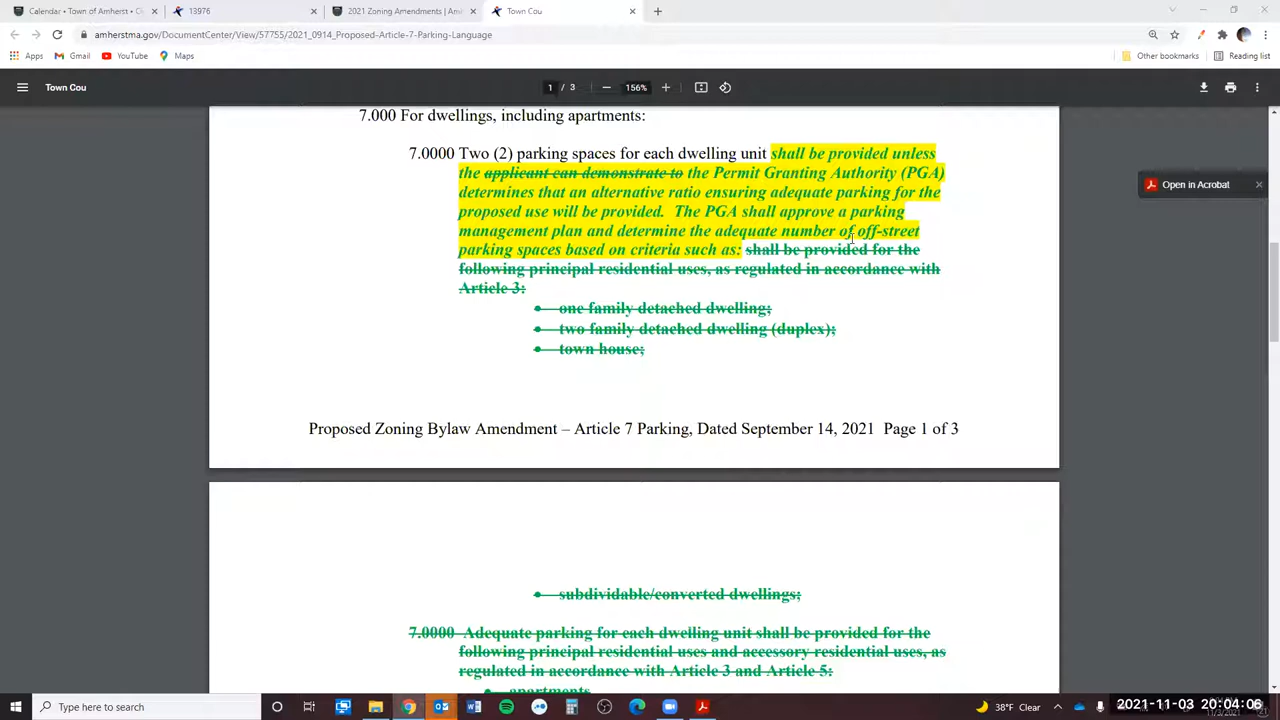 Calendar • Town of Amherst • Ci
13976
2021 Zoning Amendments | Am
Town Cou
amherstma.gov/DocumentCenter/View/57755/2021_0914_Proposed-Article-7-Parking-Language
Apps
Gmail
YouTube
Maps
Other bookmarks
Reading list
Town Cou
1 / 3
156%
Open in Acrobat
7.000 For dwellings, including apartments:
7.0000 Two (2) parking spaces for each dwelling unit shall be provided unless
the applicant can demonstrate to the Permit Granting Authority (PGA)
determines that an alternative ratio ensuring adequate parking for the
proposed use will be provided. The PGA shall approve a parking
management plan and determine the adequate number of off-street
parking spaces based on criteria such as: shall be provided for the
following principal residential uses, as regulated in accordance with
Article 3:
• one family detached dwelling;
• two family detached dwelling (duplex);
• town house;
Proposed Zoning Bylaw Amendment – Article 7 Parking, Dated September 14, 2021 Page 1 of 3
• subdividable/converted dwellings;
7.0000 Adequate parking for each dwelling unit shall be provided for the
following principal residential uses and accessory residential uses, as
regulated in accordance with Article 3 and Article 5:
• apartments
Type here to search
38°F Clear
2021-11-03 20:04:06